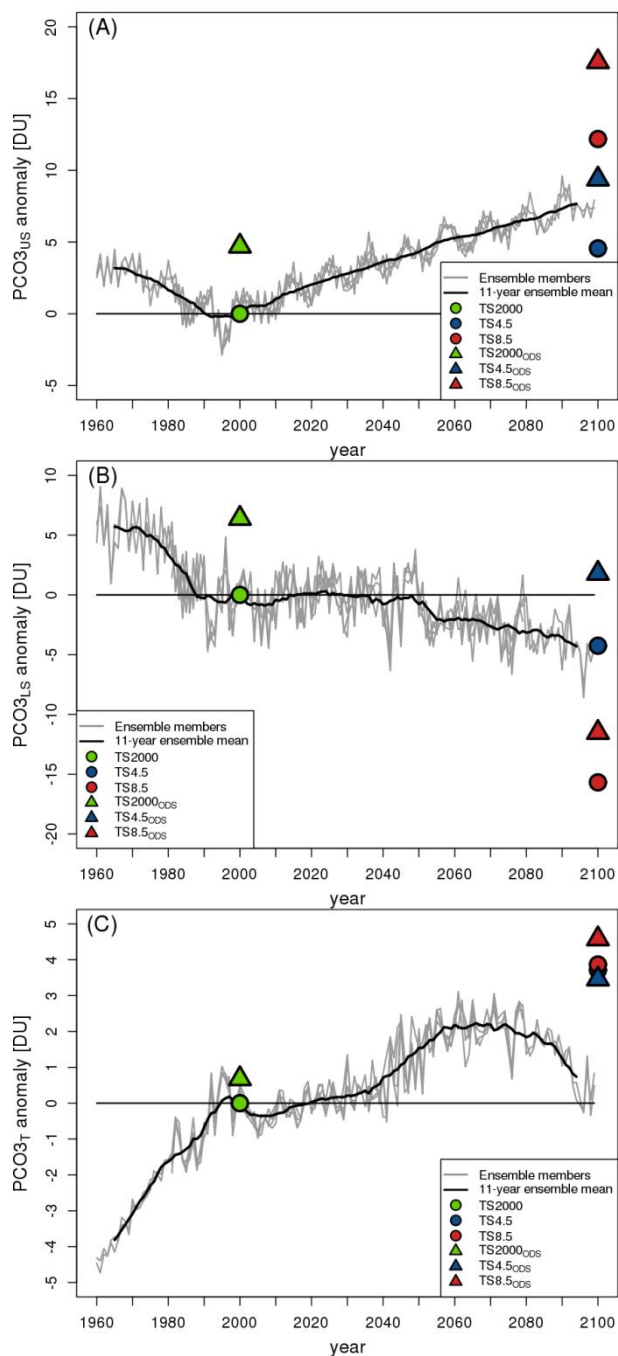 (A)
PCO3US anomaly [DU]
20
15
10
5
0
-5
Ensemble members
11-year ensemble mean
TS2000
TS4.5
TS8.5
TS2000ODS
TS4.5ODS
TS8.5ODS
1960 1980 2000 2020 2040 2060 2080 2100
year
(B)
PCO3LS anomaly [DU]
10
5
0
-5
-10
-15
-20
Ensemble members
11-year ensemble mean
TS2000
TS4.5
TS8.5
TS2000ODS
TS4.5ODS
TS8.5ODS
1960 1980 2000 2020 2040 2060 2080 2100
year
(C)
PCO3T anomaly [DU]
5
4
3
2
1
0
-1
-2
-3
-4
-5
Ensemble members
11-year ensemble mean
TS2000
TS4.5
TS8.5
TS2000ODS
TS4.5ODS
TS8.5ODS
1960 1980 2000 2020 2040 2060 2080 2100
year